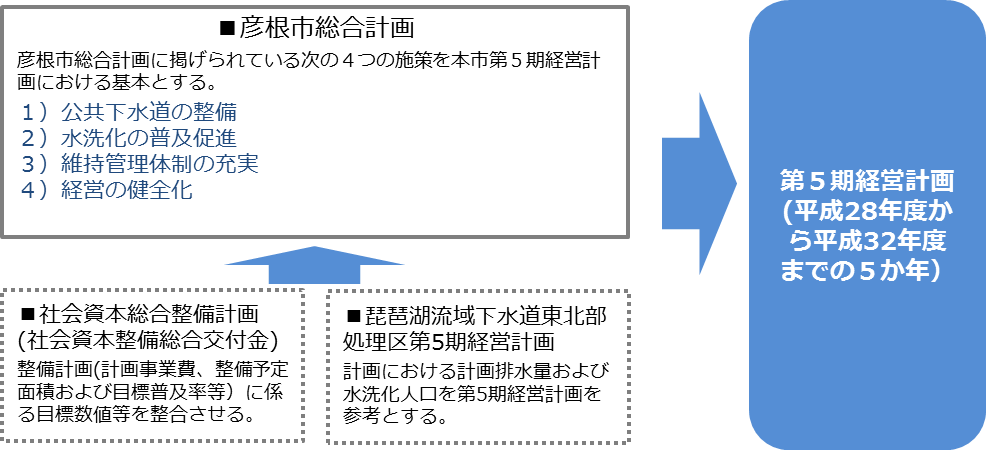 ■彦根市総合計画
彦根市総合計画に掲げられている次の４つの施策を本市第５期経営計
画における基本とする。
１）公共下水道の整備
２）水洗化の普及促進
３）維持管理体制の充実
４）経営の健全化
■社会資本総合整備計画
(社会資本整備総合交付金)
整備計画(計画事業費、整備予定
面積および目標普及率等）に係
る目標数値等を整合させる。
■琵琶湖流域下水道東北部
処理区第5期経営計画
計画における計画排水量および
水洗化人口を第5期経営計画を
参考とする。
第５期経営計画
(平成28年度か
ら平成32年度
までの５か年）